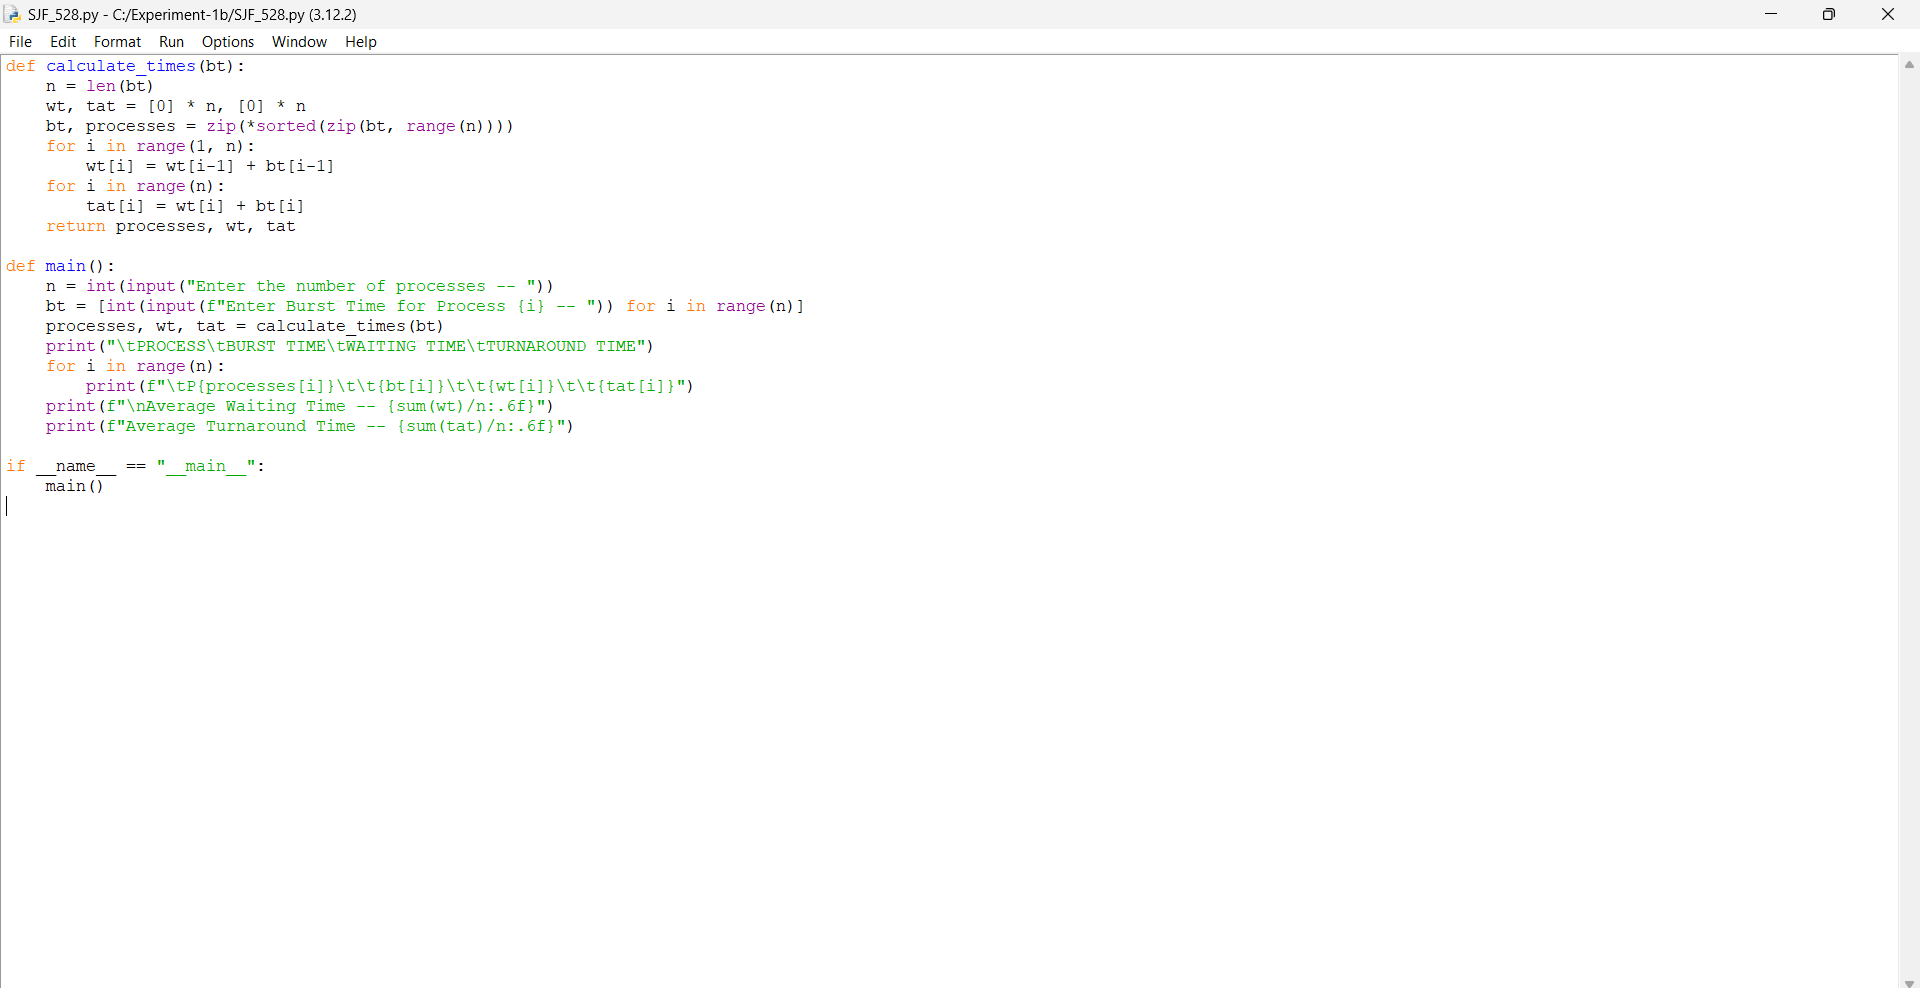 SJF_528.py - C:/Experiment-1b/SJF_528.py (3.12.2)
File Edit Format Run Options Window Help
def calculate_times(bt):
    n = len(bt)
    wt, tat = [0] * n, [0] * n
    bt, processes = zip(*sorted(zip(bt, range(n))))
    for i in range(1, n):
        wt[i] = wt[i-1] + bt[i-1]
    for i in range(n):
        tat[i] = wt[i] + bt[i]
    return processes, wt, tat

def main():
    n = int(input("Enter the number of processes -- "))
    bt = [int(input(f"Enter Burst Time for Process {i} -- ")) for i in range(n)]
    processes, wt, tat = calculate_times(bt)
    print("\tPROCESS\tBURST TIME\tWAITING TIME\tTURNAROUND TIME")
    for i in range(n):
        print(f"\tP{processes[i]}\t\t{bt[i]}\t\t{wt[i]}\t\t{tat[i]}")
    print(f"\nAverage Waiting Time -- {sum(wt)/n:.6f}")
    print(f"Average Turnaround Time -- {sum(tat)/n:.6f}")

if __name__ == "__main__":
    main()